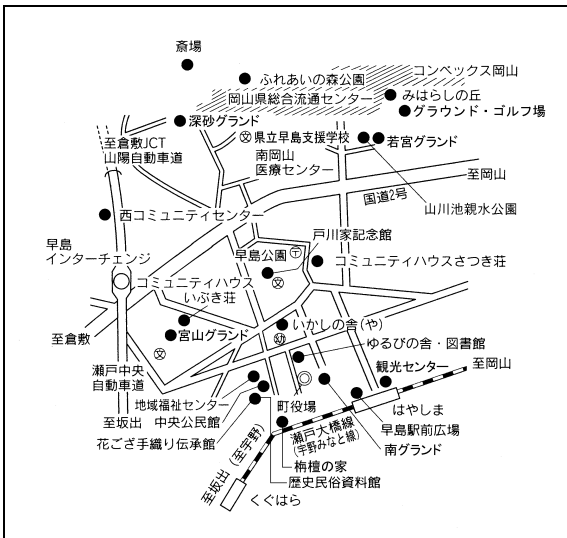 斎場
ふれあいの森公園
コンベックス岡山
岡山県総合流通センター
みはらしの丘
グラウンド・ゴルフ場
深砂グランド
文
県立早島支援学校
若宮グランド
至倉敷JCT
山陽自動車道
南岡山
医療センター
至岡山
国道2号
山川池親水公園
西コミュニティセンター
戸川家記念館
早島
インターチェンジ
早島公園
〒
コミュニティハウスさつき荘
文
コミュニティハウス
いぶき荘
宮山グランド
いかしの舎(や)
至倉敷
幼
ゆるびの舎・図書館
文
瀬戸中央
自動車道
観光センター
至岡山
地域福祉センター
町役場
はやしま
至坂出
中央公民館
早島駅前広場
花ござ手織り伝承館
瀬戸大橋線
(宇野みなと線)
南グランド
至坂出(至宇野)
栴檀の家
歴史民俗資料館
くぐはら